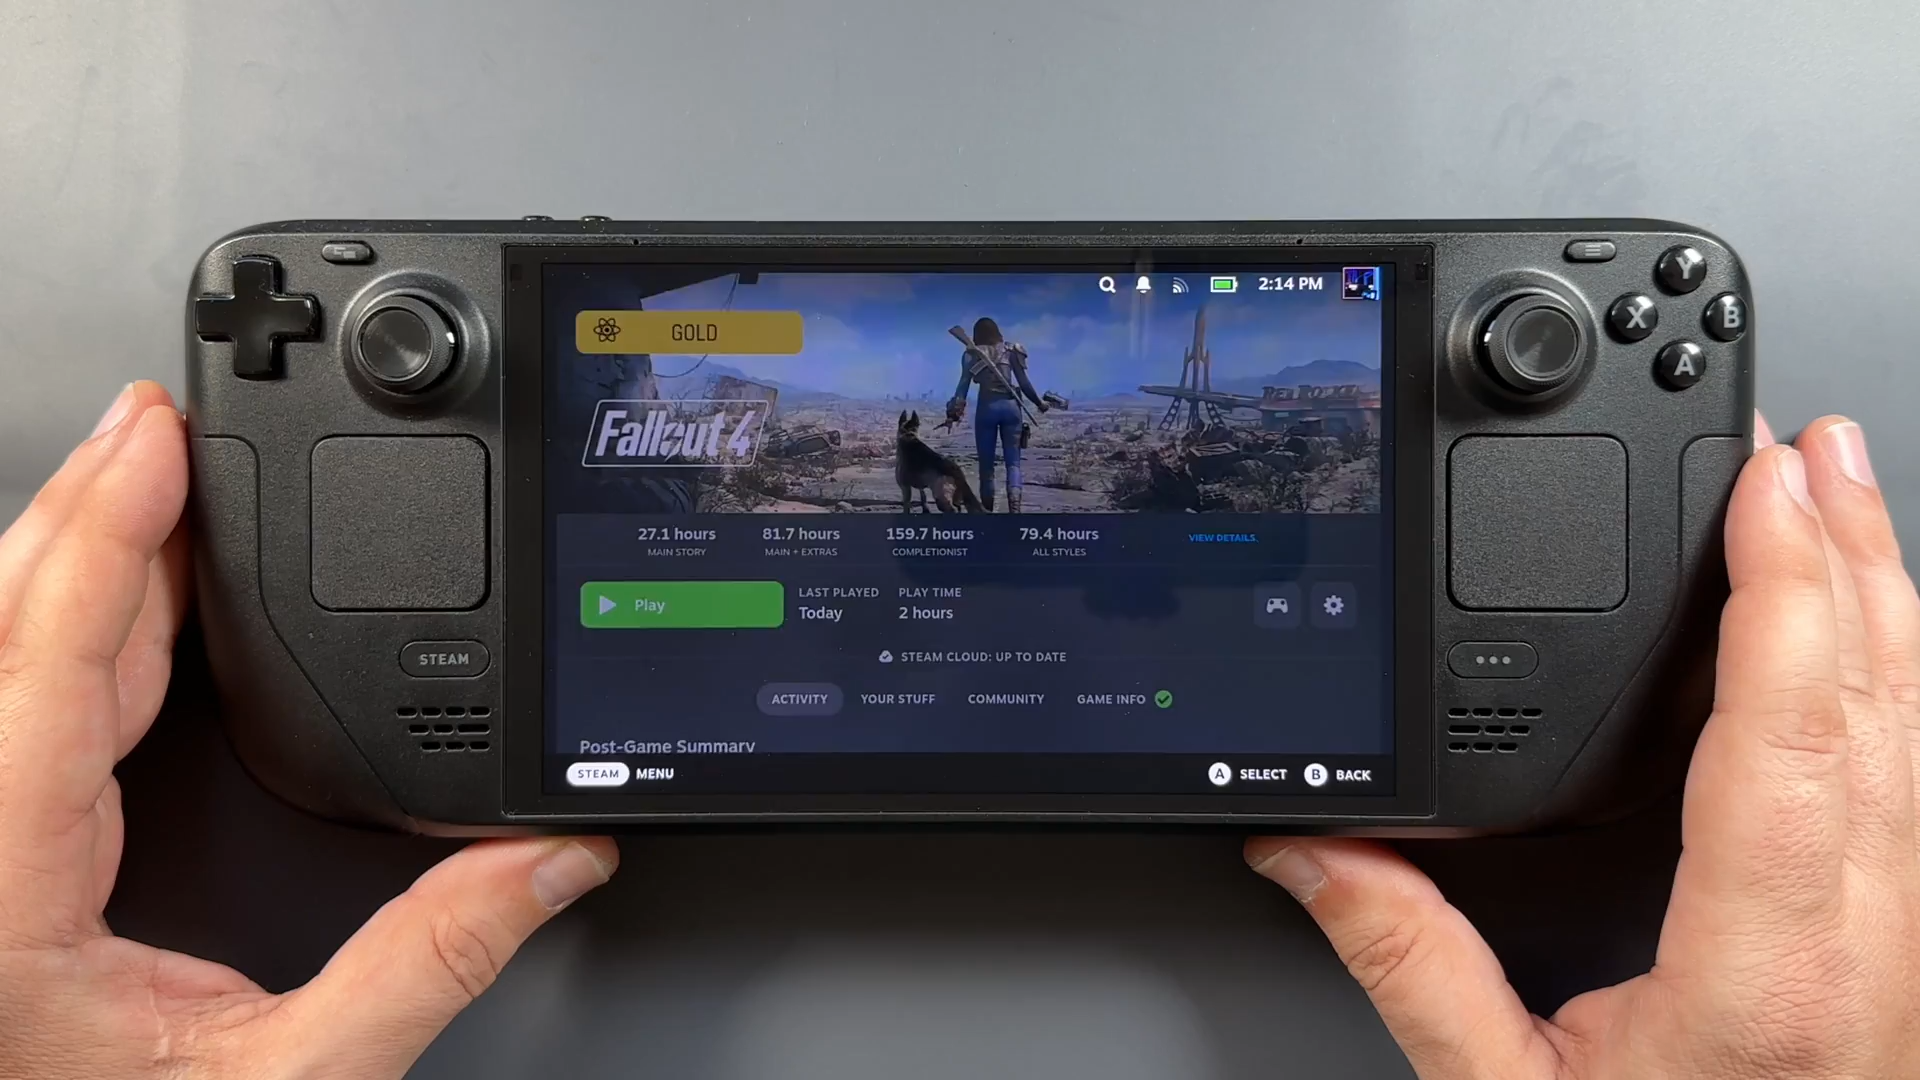 2:14 PM
GOLD
Fallout 4
27.1 hours 81.7 hours 159.7 hours 79.4 hours
MAIN STORY MAIN + EXTRAS COMPLETIONIST ALL STYLES
VIEW DETAILS
Play
LAST PLAYED PLAY TIME
Today 2 hours
STEAM CLOUD: UP TO DATE
ACTIVITY YOUR STUFF COMMUNITY GAME INFO
Post-Game Summary
STEAM MENU A SELECT B BACK
STEAM
Y
X B
A